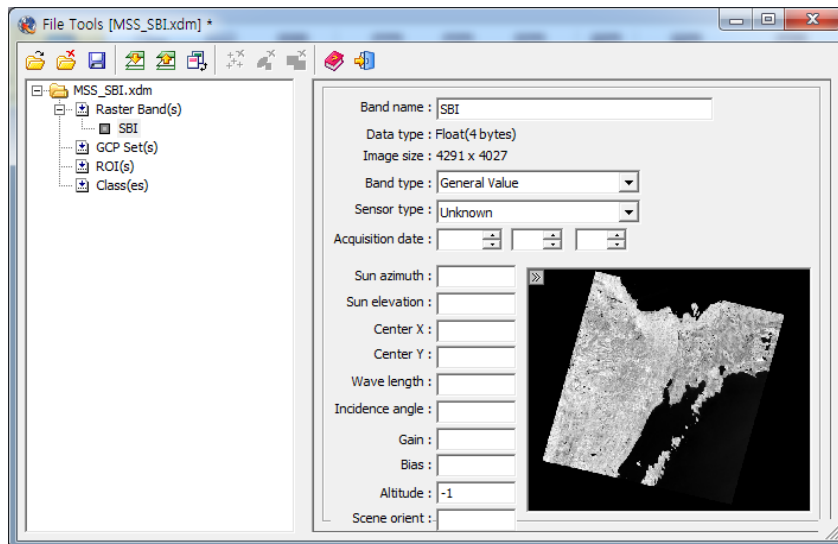 File Tools [MSS_SBI.xdm] *
MSS_SBI.xdm
Raster Band(s)
SBI
GCP Set(s)
ROI(s)
Class(es)
Band name : SBI
Data type : Float(4 bytes)
Image size : 4291 x 4027
Band type : General Value
Sensor type : Unknown
Acquisition date :
Sun azimuth :
Sun elevation :
Center X :
Center Y :
Wave length :
Incidence angle :
Gain :
Bias :
Altitude : -1
Scene orient :